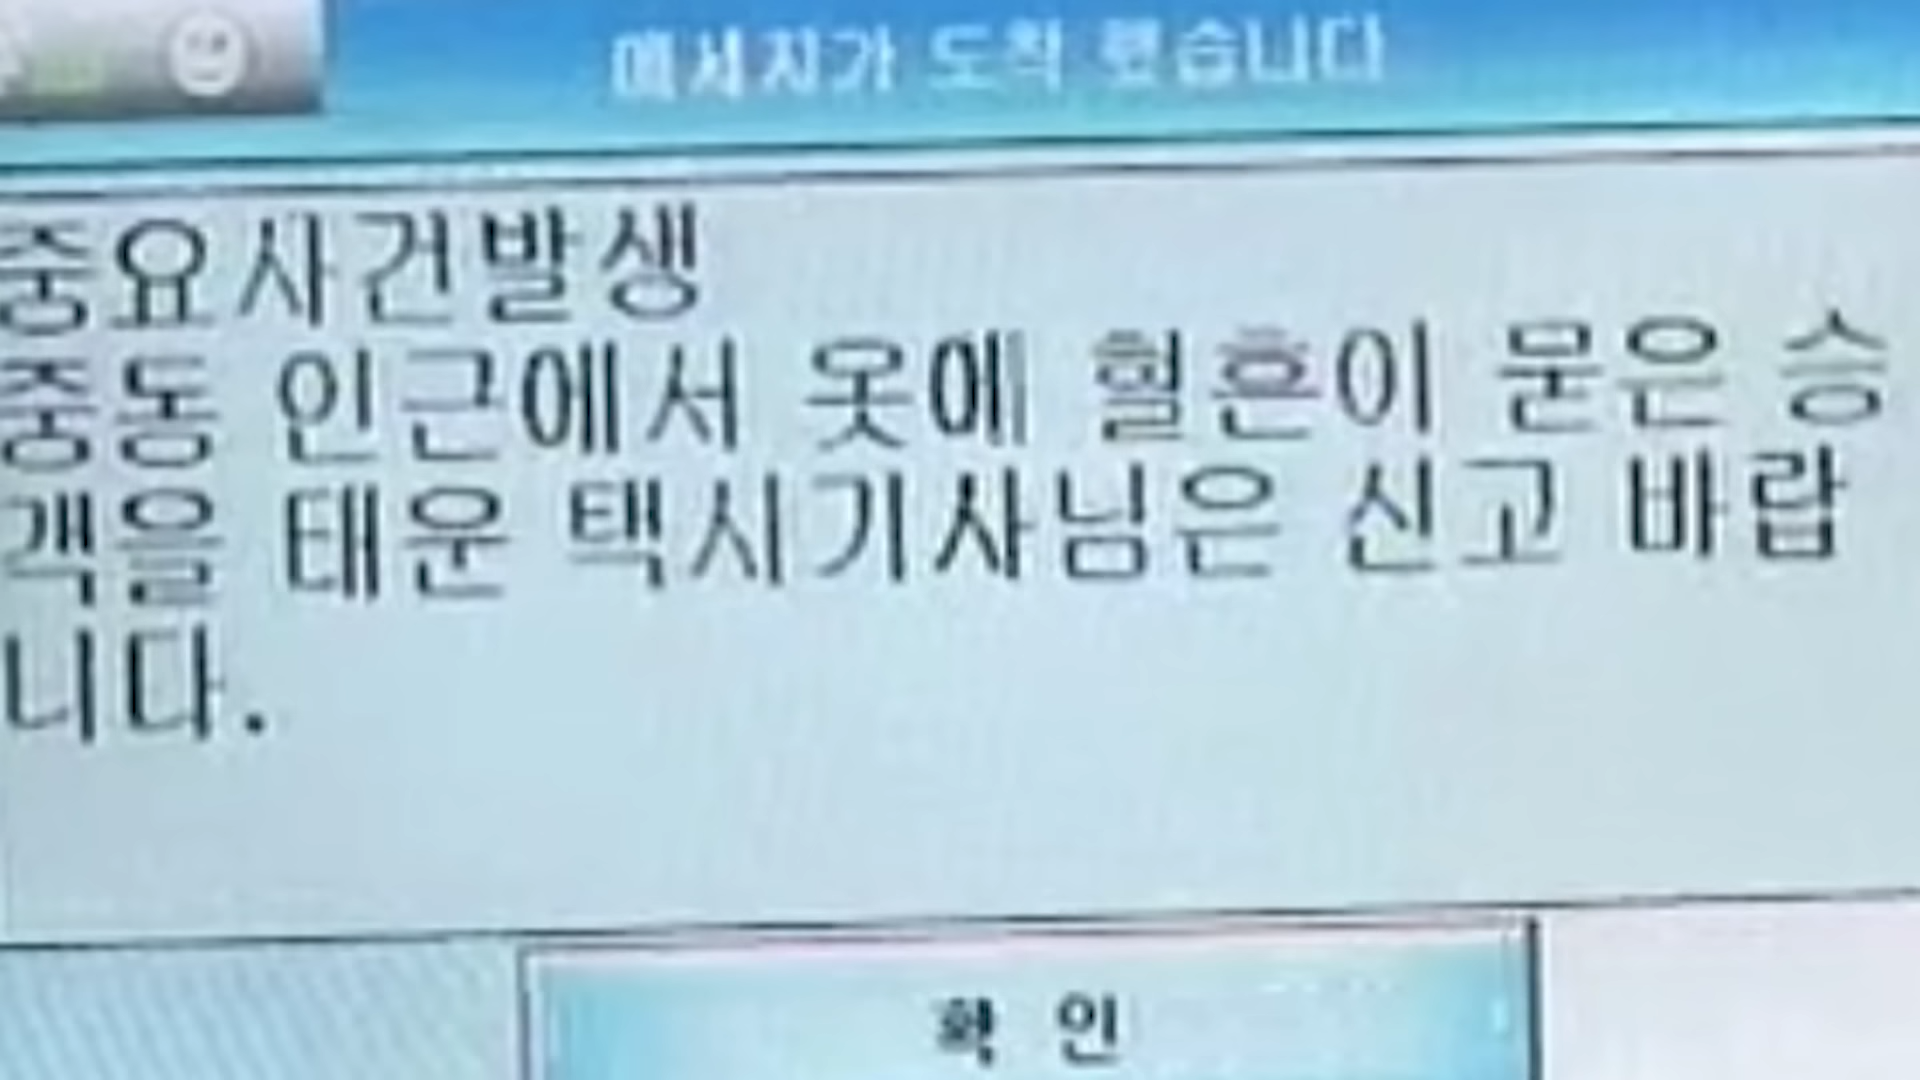 메세지가 도착 했습니다
중요사건발생
중동 인근에서 옷에 혈흔이 묻은 승
객을 태운 택시기사님은 신고 바랍
니다.
확 인